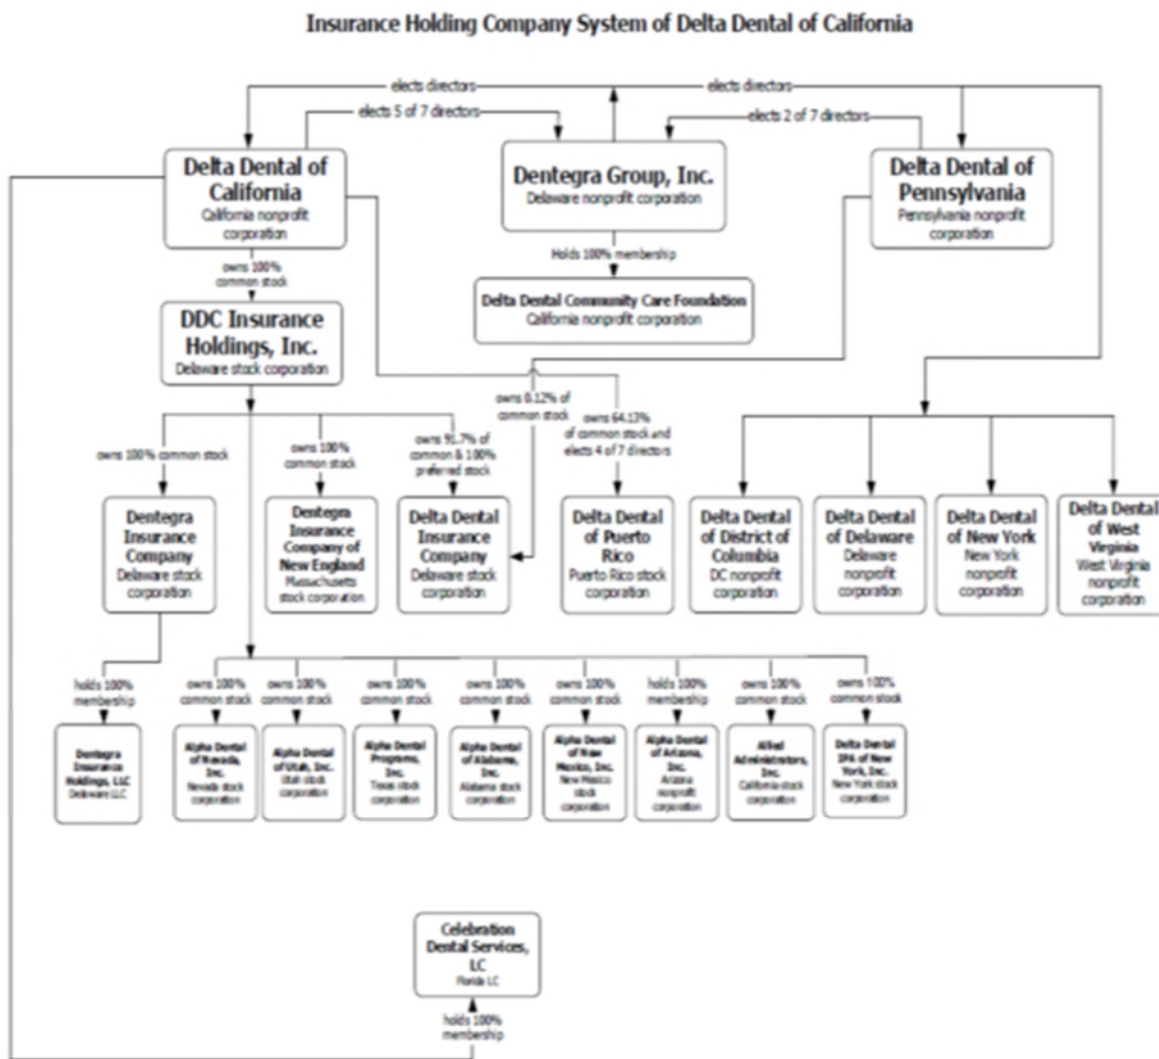 Insurance Holding Company System of Delta Dental of California
elects directors
elects directors
elects 5 of 7 directors
elects 2 of 7 directors
Delta Dental of
California
California nonprofit
corporation
Dentegra Group, Inc.
Delaware nonprofit corporation
Delta Dental of
Pennsylvania
Pennsylvania nonprofit
corporation
owns 100%
common stock
Holds 100% membership
Delta Dental Community Care Foundation
California nonprofit corporation
DDC Insurance
Holdings, Inc.
Delaware stock corporation
owns 100% common stock
owns 100%
common stock
owns 91.7% of
common & 100%
preferred stock
owns 0.12% of
common stock
owns 64.13%
of common stock and
elects 4 of 7 directors
Dentegra
Insurance
Company
Delaware stock
corporation
Dentegra
Insurance
Company of
New England
Massachusetts
stock corporation
Delta Dental
Insurance
Company
Delaware stock
corporation
Delta Dental
of Puerto
Rico
Puerto Rico stock
corporation
Delta Dental
of District of
Columbia
DC nonprofit
corporation
Delta Dental
of Delaware
Delaware
nonprofit
corporation
Delta Dental
of New York
New York
nonprofit
corporation
Delta Dental
of West
Virginia
West Virginia
nonprofit
corporation
holds 100%
membership
owns 100%
common stock
owns 100%
common stock
owns 100%
common stock
owns 100%
common stock
owns 100%
common stock
holds 100%
membership
owns 100%
common stock
owns 100%
common stock
Dentegra
Insurance
Holdings, LLC
Delaware LLC
Alpha Dental
of Nevada,
Inc.
Nevada stock
corporation
Alpha Dental
of Utah, Inc.
Utah stock
corporation
Alpha Dental
Programs,
Inc.
Texas stock
corporation
Alpha Dental
of Alabama,
Inc.
Alabama stock
corporation
Alpha Dental
of New
Mexico, Inc.
New Mexico
stock
corporation
Alpha Dental
of Arizona, Inc.
Inc.
Arizona
nonprofit
corporation
Allied
Administrators,
Inc.
California stock
corporation
Delta Dental
IPA of New
York, Inc.
New York stock
corporation
Celebration
Dental Services,
LC
Florida LC
holds 100%
membership